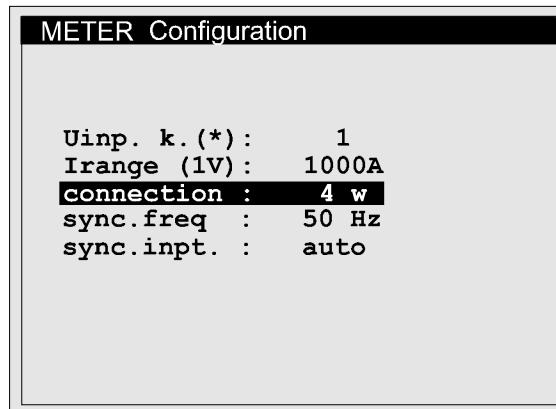 METER Configuration
Uinp. k.(*): 1
Irange (1V): 1000A
connection : 4 w
sync.freq : 50 Hz
sync.inpt. : auto